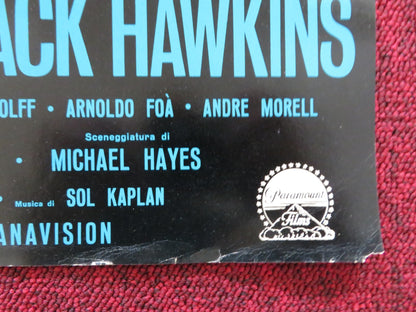 ACK HAWKINS
OLFF • ARNOLDO FOÀ • ANDRE MORELL
Sceneggiatura di
• MICHAEL HAYES
• Musica di SOL KAPLAN
ANAVISION
Paramount
Films